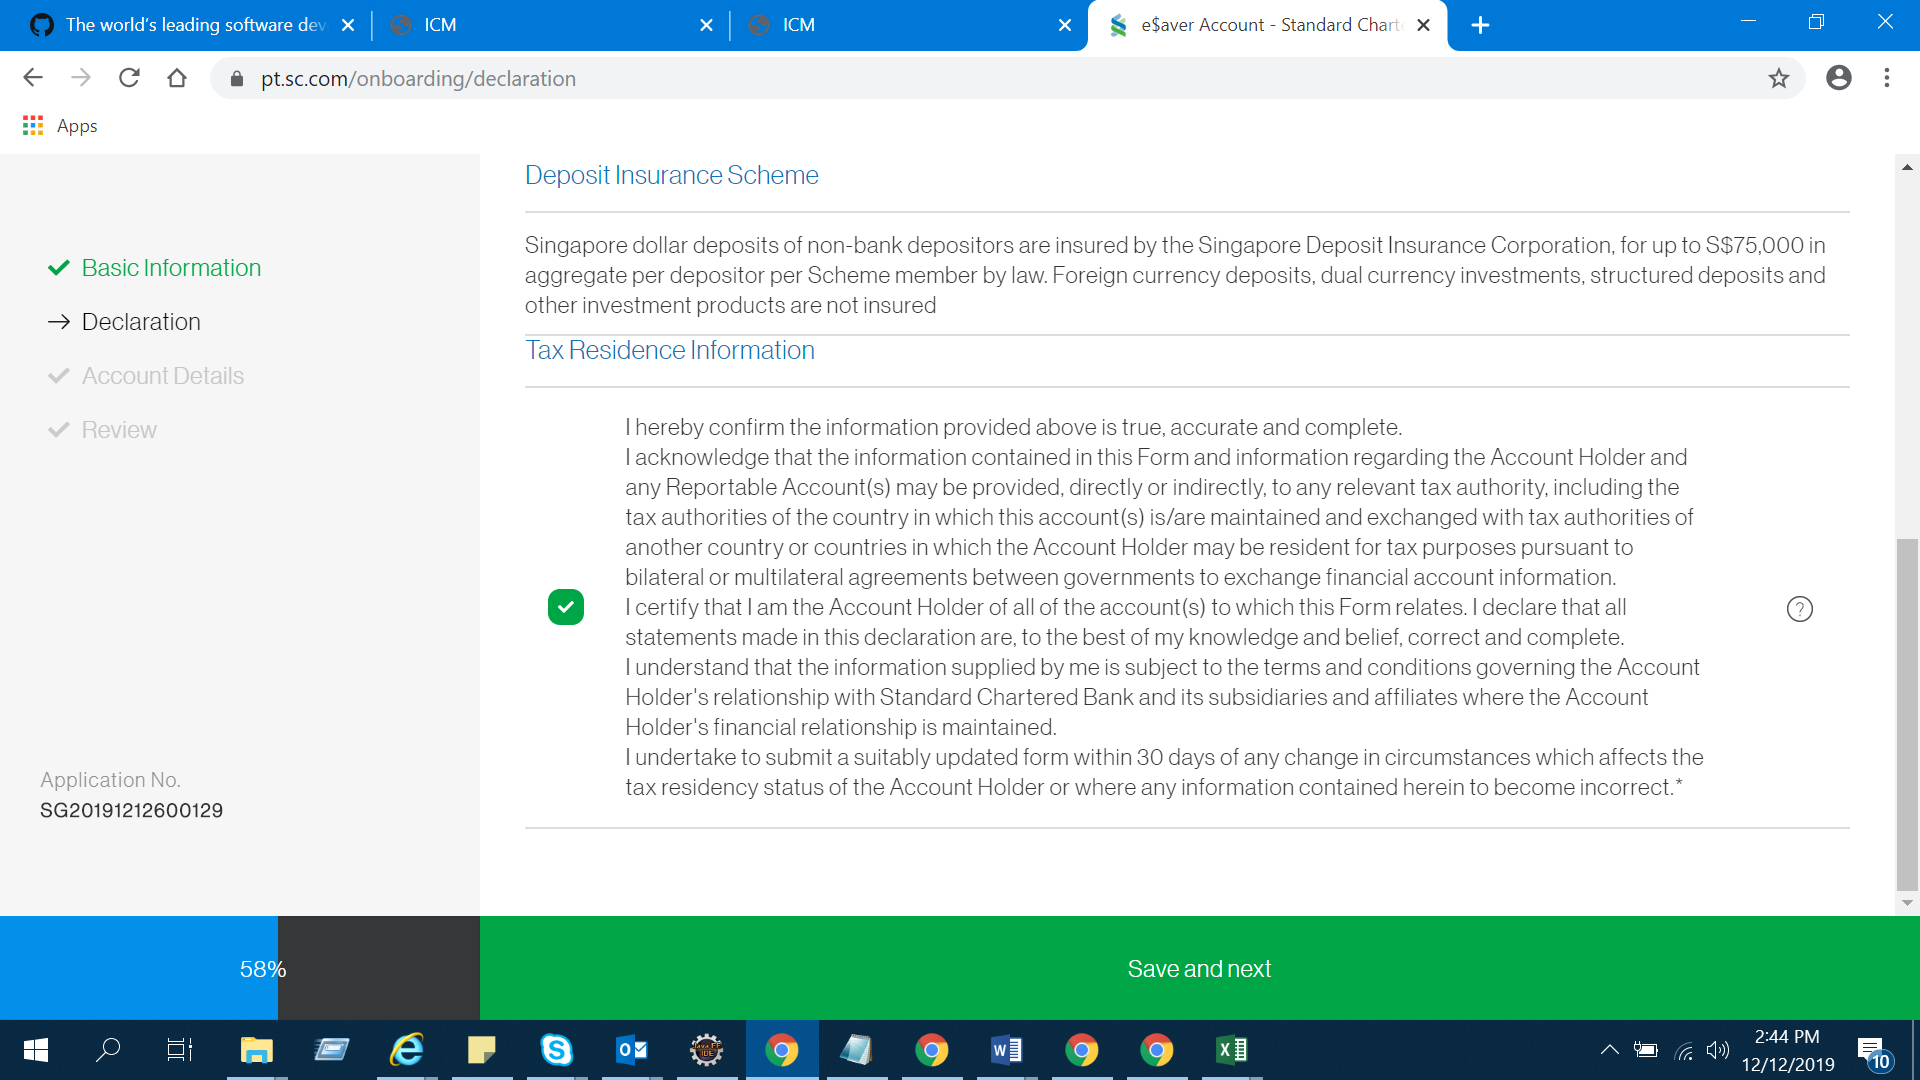 The world's leading software dev
ICM
ICM
e$aver Account - Standard Chart
pt.sc.com/onboarding/declaration
Apps
Basic Information
Declaration
Account Details
Review
Application No.
SG20191212600129
Deposit Insurance Scheme
Singapore dollar deposits of non-bank depositors are insured by the Singapore Deposit Insurance Corporation, for up to S$75,000 in
aggregate per depositor per Scheme member by law. Foreign currency deposits, dual currency investments, structured deposits and
other investment products are not insured
Tax Residence Information
I hereby confirm the information provided above is true, accurate and complete.
I acknowledge that the information contained in this Form and information regarding the Account Holder and
any Reportable Account(s) may be provided, directly or indirectly, to any relevant tax authority, including the
tax authorities of the country in which this account(s) is/are maintained and exchanged with tax authorities of
another country or countries in which the Account Holder may be resident for tax purposes pursuant to
bilateral or multilateral agreements between governments to exchange financial account information.
I certify that I am the Account Holder of all of the account(s) to which this Form relates. I declare that all
statements made in this declaration are, to the best of my knowledge and belief, correct and complete.
I understand that the information supplied by me is subject to the terms and conditions governing the Account
Holder's relationship with Standard Chartered Bank and its subsidiaries and affiliates where the Account
Holder's financial relationship is maintained.
I undertake to submit a suitably updated form within 30 days of any change in circumstances which affects the
tax residency status of the Account Holder or where any information contained herein to become incorrect.*
?
58%
Save and next
2:44 PM
12/12/2019
10